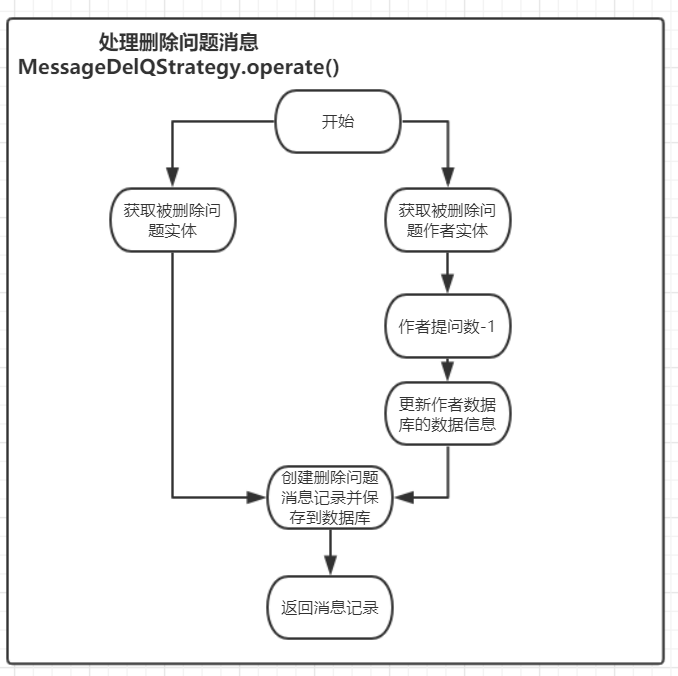 处理删除问题消息
MessageDelQStrategy.operate()
开始
获取被删除问
题实体
获取被删除问
题作者实体
作者提问数-1
更新作者数据
库的数据信息
创建删除问题
消息记录并保
存到数据库
返回消息记录